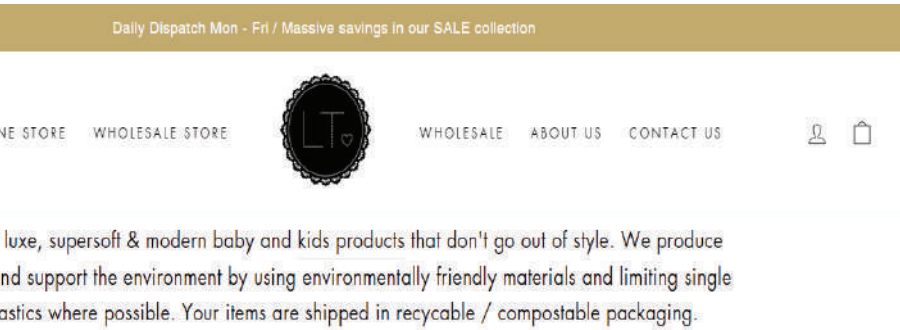 Daily Dispatch Mon - Fri / Massive savings in our SALE collection
NE STORE WHOLESALE STORE LT WHOLESALE ABOUT US CONTACT US
luxe, supersoft & modern baby and kids products that don't go out of style. We produce
nd support the environment by using environmentally friendly materials and limiting single
astics where possible. Your items are shipped in recycable / compostable packaging.